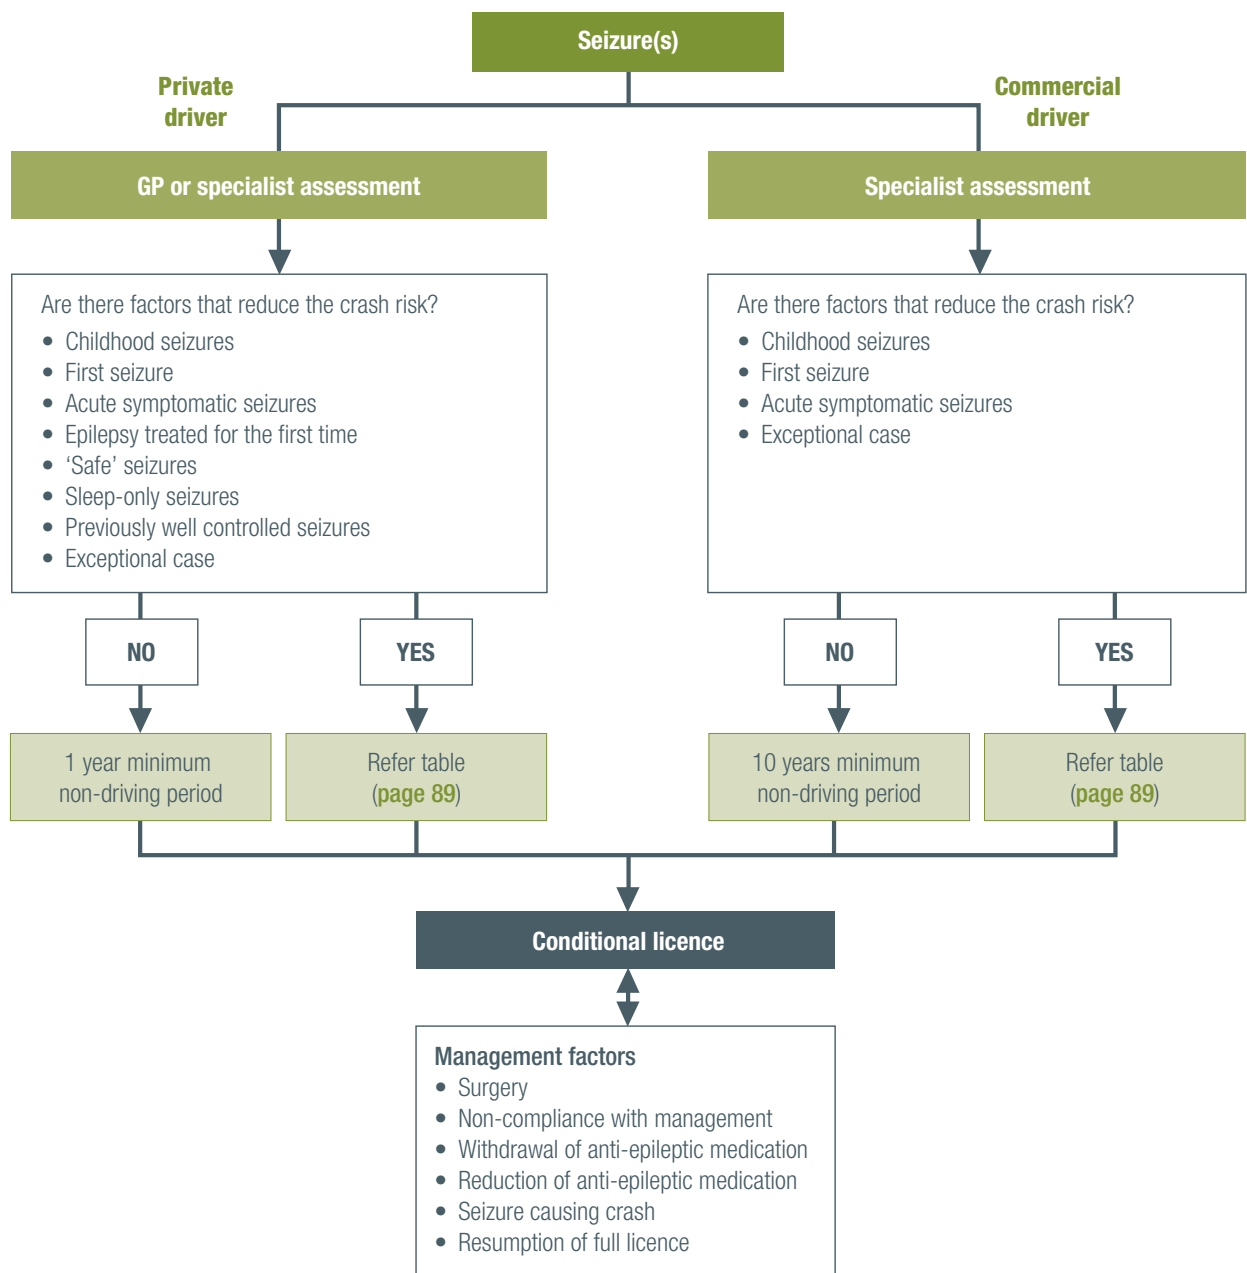 Seizure(s)
Private
driver
Commercial
driver
GP or specialist assessment
Specialist assessment
Are there factors that reduce the crash risk?
• Childhood seizures
• First seizure
• Acute symptomatic seizures
• Epilepsy treated for the first time
• ‘Safe’ seizures
• Sleep-only seizures
• Previously well controlled seizures
• Exceptional case
Are there factors that reduce the crash risk?
• Childhood seizures
• First seizure
• Acute symptomatic seizures
• Exceptional case
NO
YES
NO
YES
1 year minimum
non-driving period
Refer table
(page 89)
10 years minimum
non-driving period
Refer table
(page 89)
Conditional licence
Management factors
• Surgery
• Non-compliance with management
• Withdrawal of anti-epileptic medication
• Reduction of anti-epileptic medication
• Seizure causing crash
• Resumption of full licence